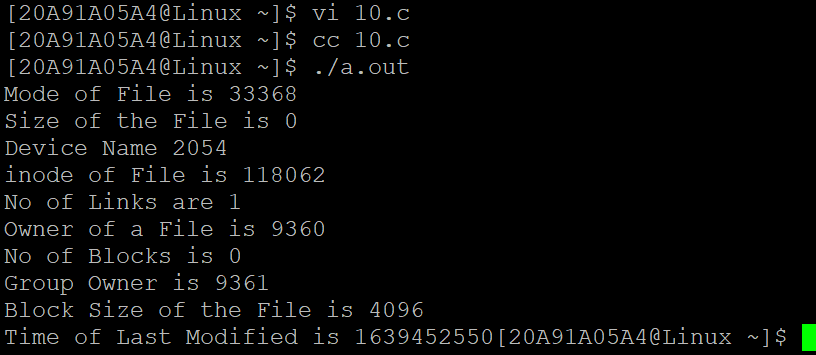 [20A91A05A4@Linux ~]$ vi 10.c
[20A91A05A4@Linux ~]$ cc 10.c
[20A91A05A4@Linux ~]$ ./a.out
Mode of File is 33368
Size of the File is 0
Device Name 2054
inode of File is 118062
No of Links are 1
Owner of a File is 9360
No of Blocks is 0
Group Owner is 9361
Block Size of the File is 4096
Time of Last Modified is 1639452550[20A91A05A4@Linux ~]$